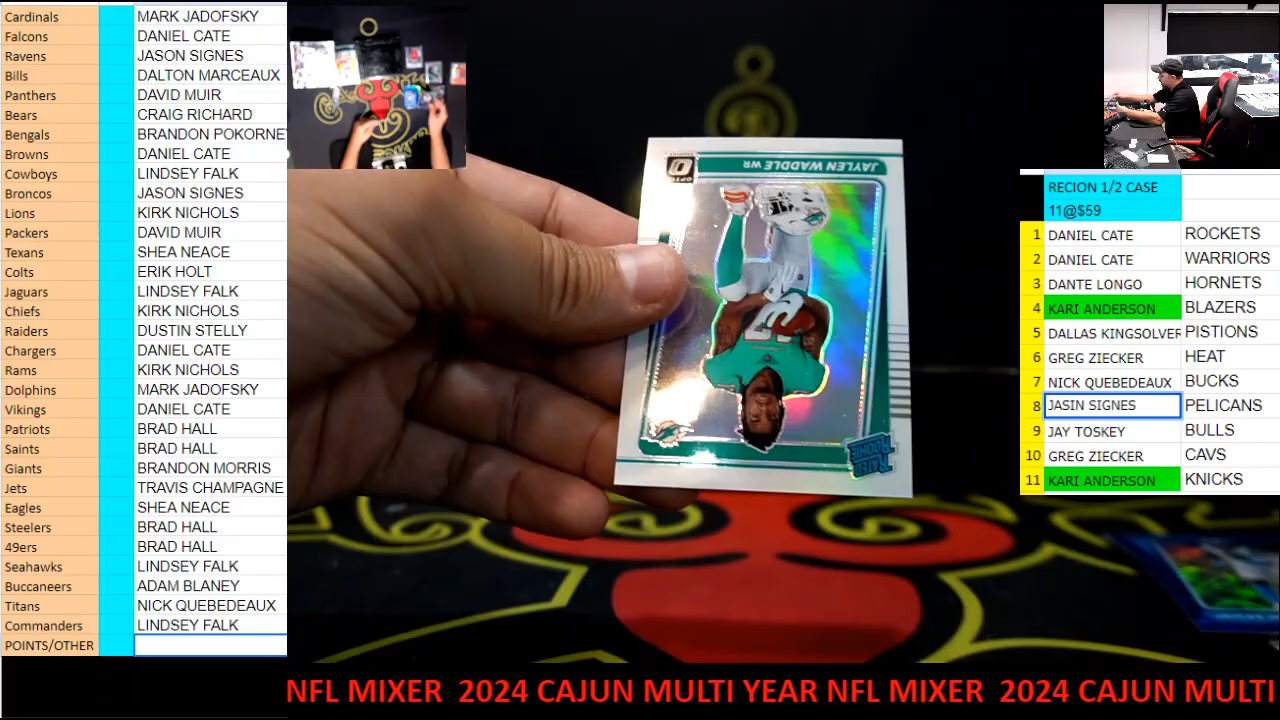 Cardinals MARK JADOFSKY
Falcons DANIEL CATE
Ravens JASON SIGNES
Bills DALTON MARCEAUX
Panthers DAVID MUIR
Bears CRAIG RICHARD
Bengals BRANDON POKORNEY
Browns DANIEL CATE
Cowboys LINDSEY FALK
Broncos JASON SIGNES
Lions KIRK NICHOLS
Packers DAVID MUIR
Texans SHEA NEACE
Colts ERIK HOLT
Jaguars LINDSEY FALK
Chiefs KIRK NICHOLS
Raiders DUSTIN STELLY
Chargers DANIEL CATE
Rams KIRK NICHOLS
Dolphins MARK JADOFSKY
Vikings DANIEL CATE
Patriots BRAD HALL
Saints BRAD HALL
Giants BRANDON MORRIS
Jets TRAVIS CHAMPAGNE
Eagles SHEA NEACE
Steelers BRAD HALL
49ers BRAD HALL
Seahawks LINDSEY FALK
Buccaneers ADAM BLANEY
Titans NICK QUEBEDEAUX
Commanders LINDSEY FALK
POINTS/OTHER
OPTIC
JAYLEN WADDLE WR
RATED ROOKIE
RECION 1/2 CASE
11@$59
1 DANIEL CATE ROCKETS
2 DANIEL CATE WARRIORS
3 DANTE LONGO HORNETS
4 KARI ANDERSON BLAZERS
5 DALLAS KINGSOLVER PISTIONS
6 GREG ZIECKER HEAT
7 NICK QUEBEDEAUX BUCKS
8 JASIN SIGNES PELICANS
9 JAY TOSKEY BULLS
10 GREG ZIECKER CAVS
11 KARI ANDERSON KNICKS
NFL MIXER 2024 CAJUN MULTI YEAR NFL MIXER 2024 CAJUN MULTI